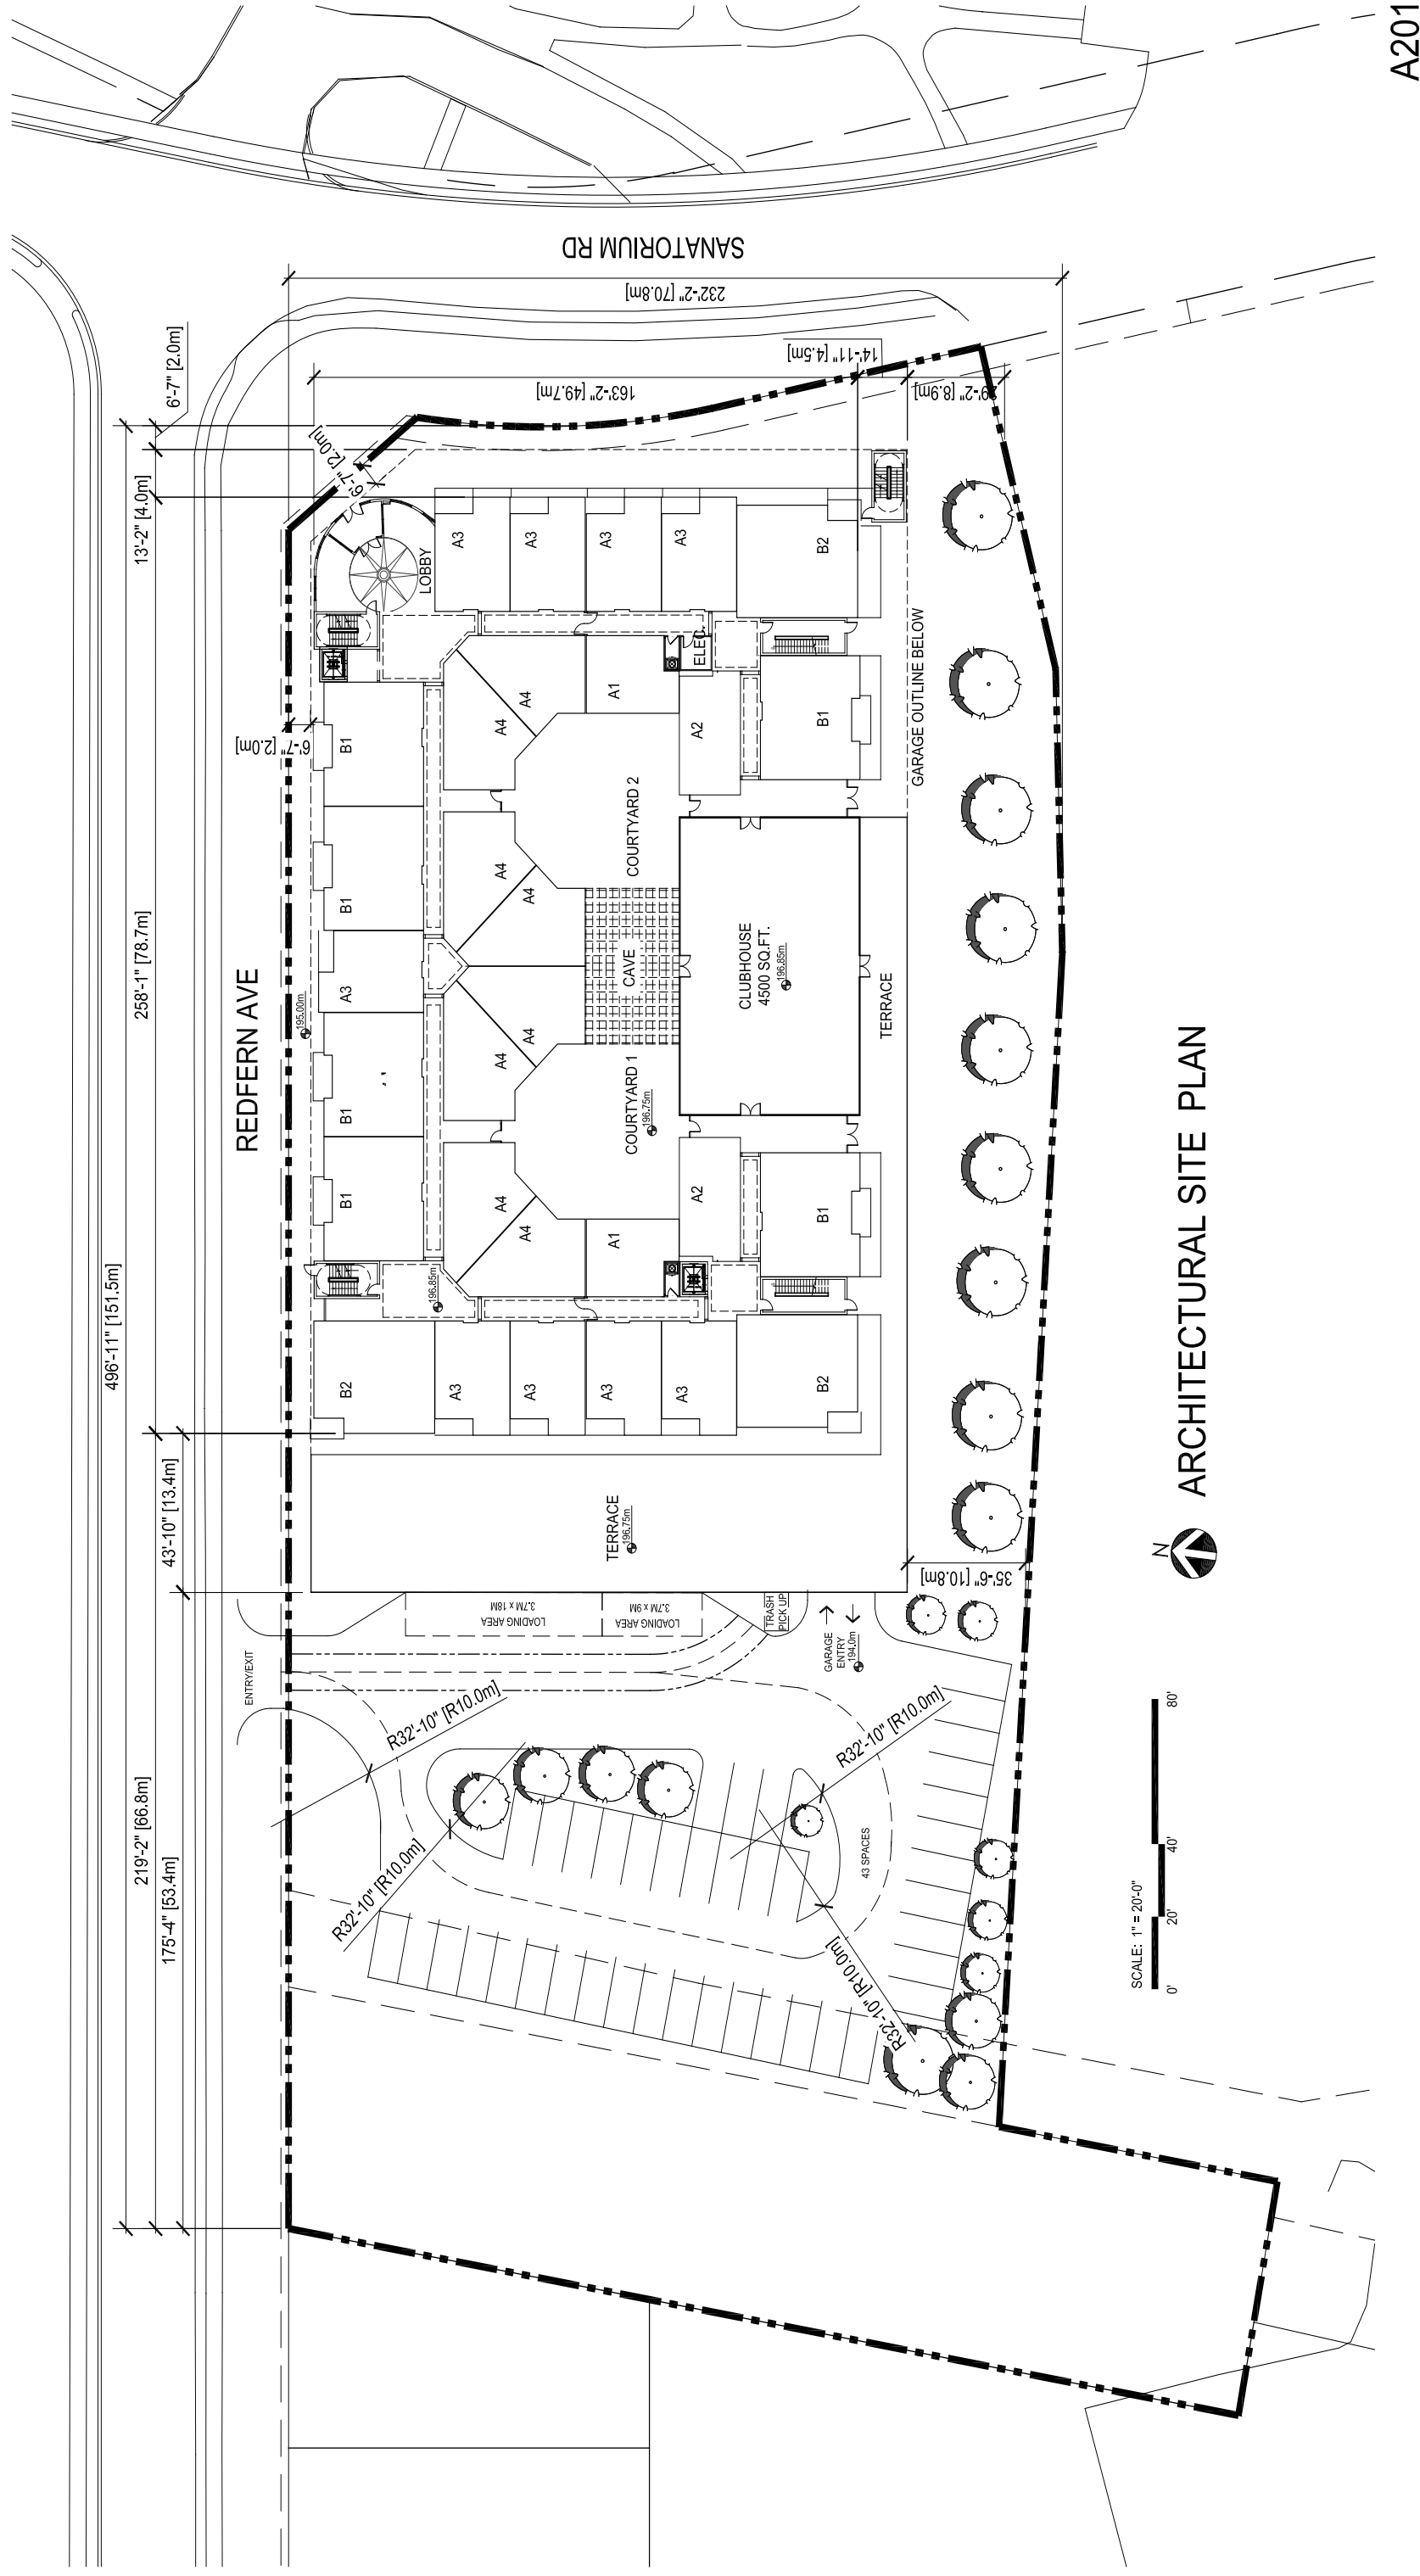 A201
SANATORIUM RD
232'-2" [70.8m]
6'-7" [2.0m]
13'-2" [4.0m]
6'-7" [2.0m]
163'-2" [49.7m]
14'-11" [4.5m]
29'-2" [8.9m]
258'-1" [78.7m]
496'-11" [151.5m]
43'-10" [13.4m]
219'-2" [66.8m]
175'-4" [53.4m]
REDFERN AVE
6'-7" [2.0m]
195.00m
LOBBY
A3
A3
A3
A3
B2
ELEC.
B1
A4
A4
A1
A2
B1
GARAGE OUTLINE BELOW
B1
A4
A4
COURTYARD 2
A3
CAVE
CLUBHOUSE
4500 SQ.FT.
196.85m
TERRACE
B1
A4
A4
COURTYARD 1
196.75m
B1
A4
A4
A1
A2
B1
196.85m
B2
A3
A3
A3
A3
B2
TERRACE
196.75m
35'-6" [10.8m]
LOADING AREA
3.7M x 18M
LOADING AREA
3.7M x 9M
TRASH
PICK UP
GARAGE
ENTRY
194.0m
ENTRY/EXIT
R32'-10" [R10.0m]
R32'-10" [R10.0m]
R32'-10" [R10.0m]
R32'-10" [R10.0m]
43 SPACES
N
ARCHITECTURAL SITE PLAN
SCALE: 1" = 20'-0"
0'
20'
40'
80'